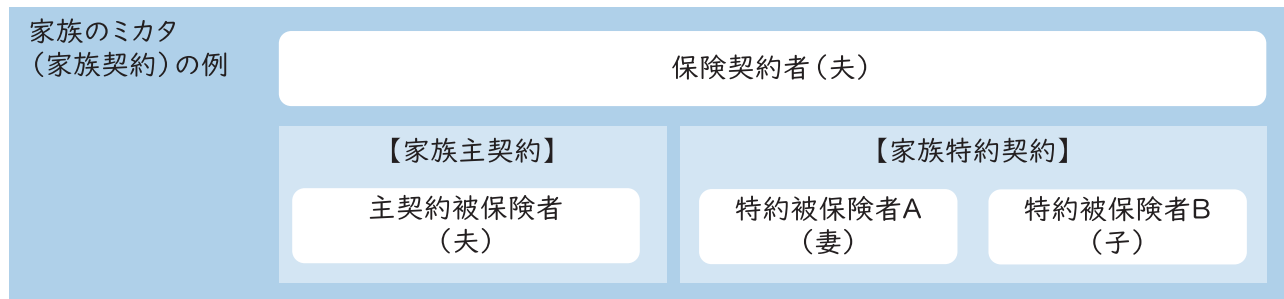 家族のミカタ
（家族契約）の例
保険契約者（夫）
【家族主契約】
主契約被保険者
（夫）
【家族特約契約】
特約被保険者A
（妻）
特約被保険者B
（子）